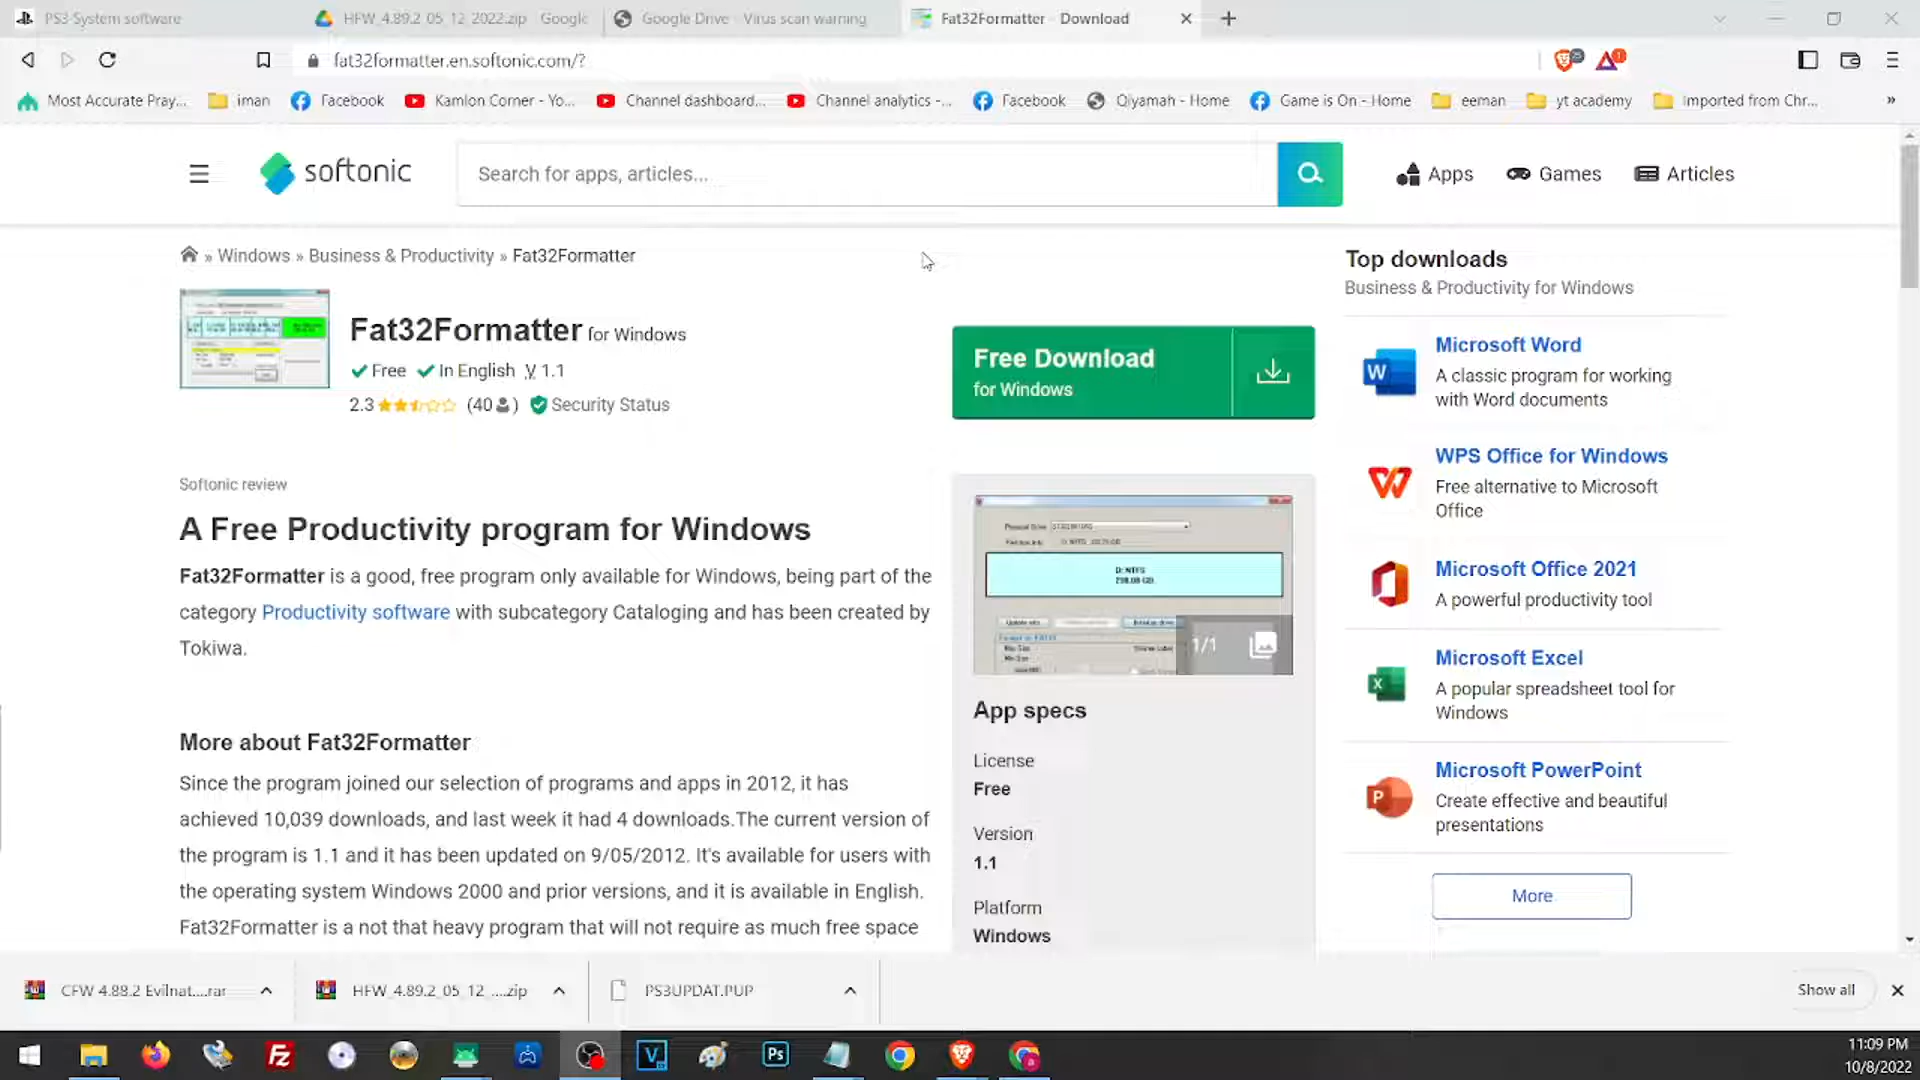 PS3 System software
HFW_4.89.2_05_12_2022.zip - Google
Google Drive - Virus scan warning
Fat32Formatter - Download
fat32formatter.en.softonic.com/?
Most Accurate Pray...
iman
Facebook
Kamlon Corner - Yo...
Channel dashboard...
Channel analytics -...
Facebook
Qiyamah - Home
Game is On - Home
eeman
yt academy
Imported from Chr...
»
softonic
Search for apps, articles...
Apps
Games
Articles
» Windows » Business & Productivity » Fat32Formatter
Fat32Formatter for Windows
Free In English V 1.1
2.3 (40) Security Status
Free Download
for Windows
Softonic review
A Free Productivity program for Windows
Fat32Formatter is a good, free program only available for Windows, being part of the
category Productivity software with subcategory Cataloging and has been created by
Tokiwa.
More about Fat32Formatter
Since the program joined our selection of programs and apps in 2012, it has
achieved 10,039 downloads, and last week it had 4 downloads.The current version of
the program is 1.1 and it has been updated on 9/05/2012. It's available for users with
the operating system Windows 2000 and prior versions, and it is available in English.
Fat32Formatter is a not that heavy program that will not require as much free space
D: NTFS
1/1
App specs
License
Free
Version
1.1
Platform
Windows
Top downloads
Business & Productivity for Windows
Microsoft Word
A classic program for working
with Word documents
WPS Office for Windows
Free alternative to Microsoft
Office
Microsoft Office 2021
A powerful productivity tool
Microsoft Excel
A popular spreadsheet tool for
Windows
Microsoft PowerPoint
Create effective and beautiful
presentations
More
CFW 4.88.2 Evilnat....rar
HFW_4.89.2_05_12_....zip
PS3UPDAT.PUP
Show all
11:09 PM
10/8/2022